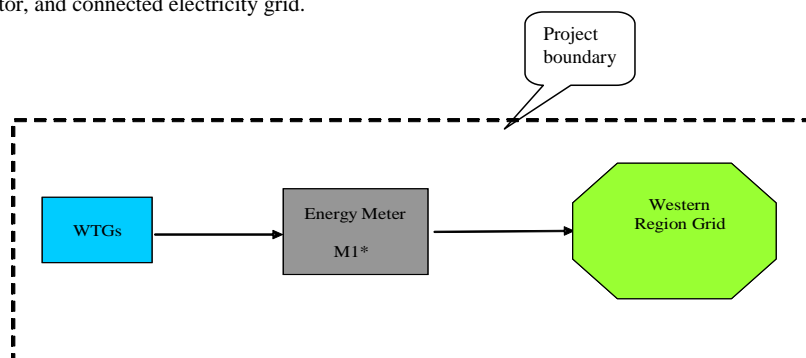 tor, and connected electricity grid.
Project
boundary
WTGs
Energy Meter
M1*
Western
Region Grid